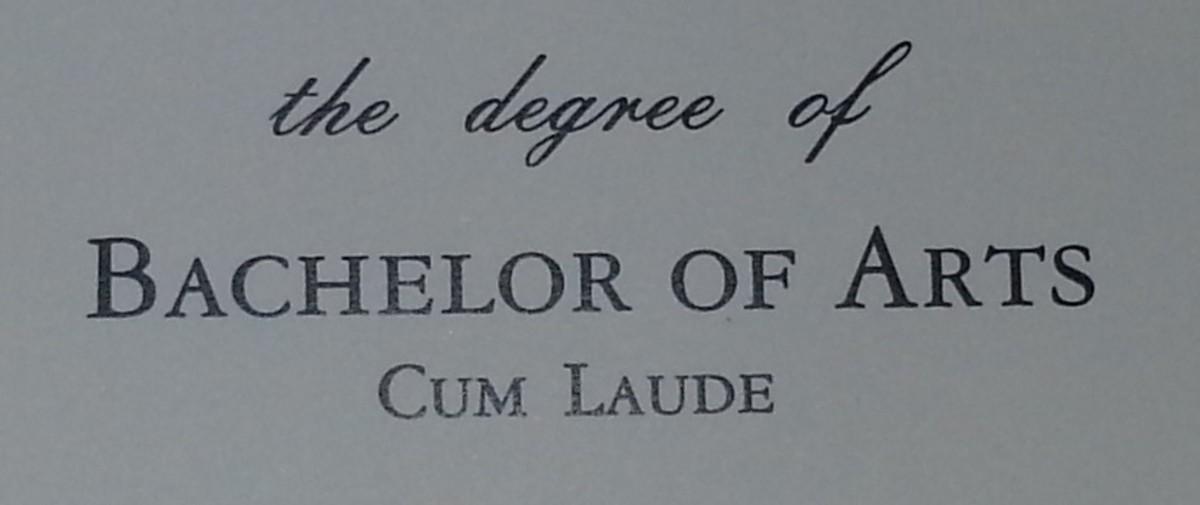 the degree of
BACHELOR OF ARTS
CUM LAUDE